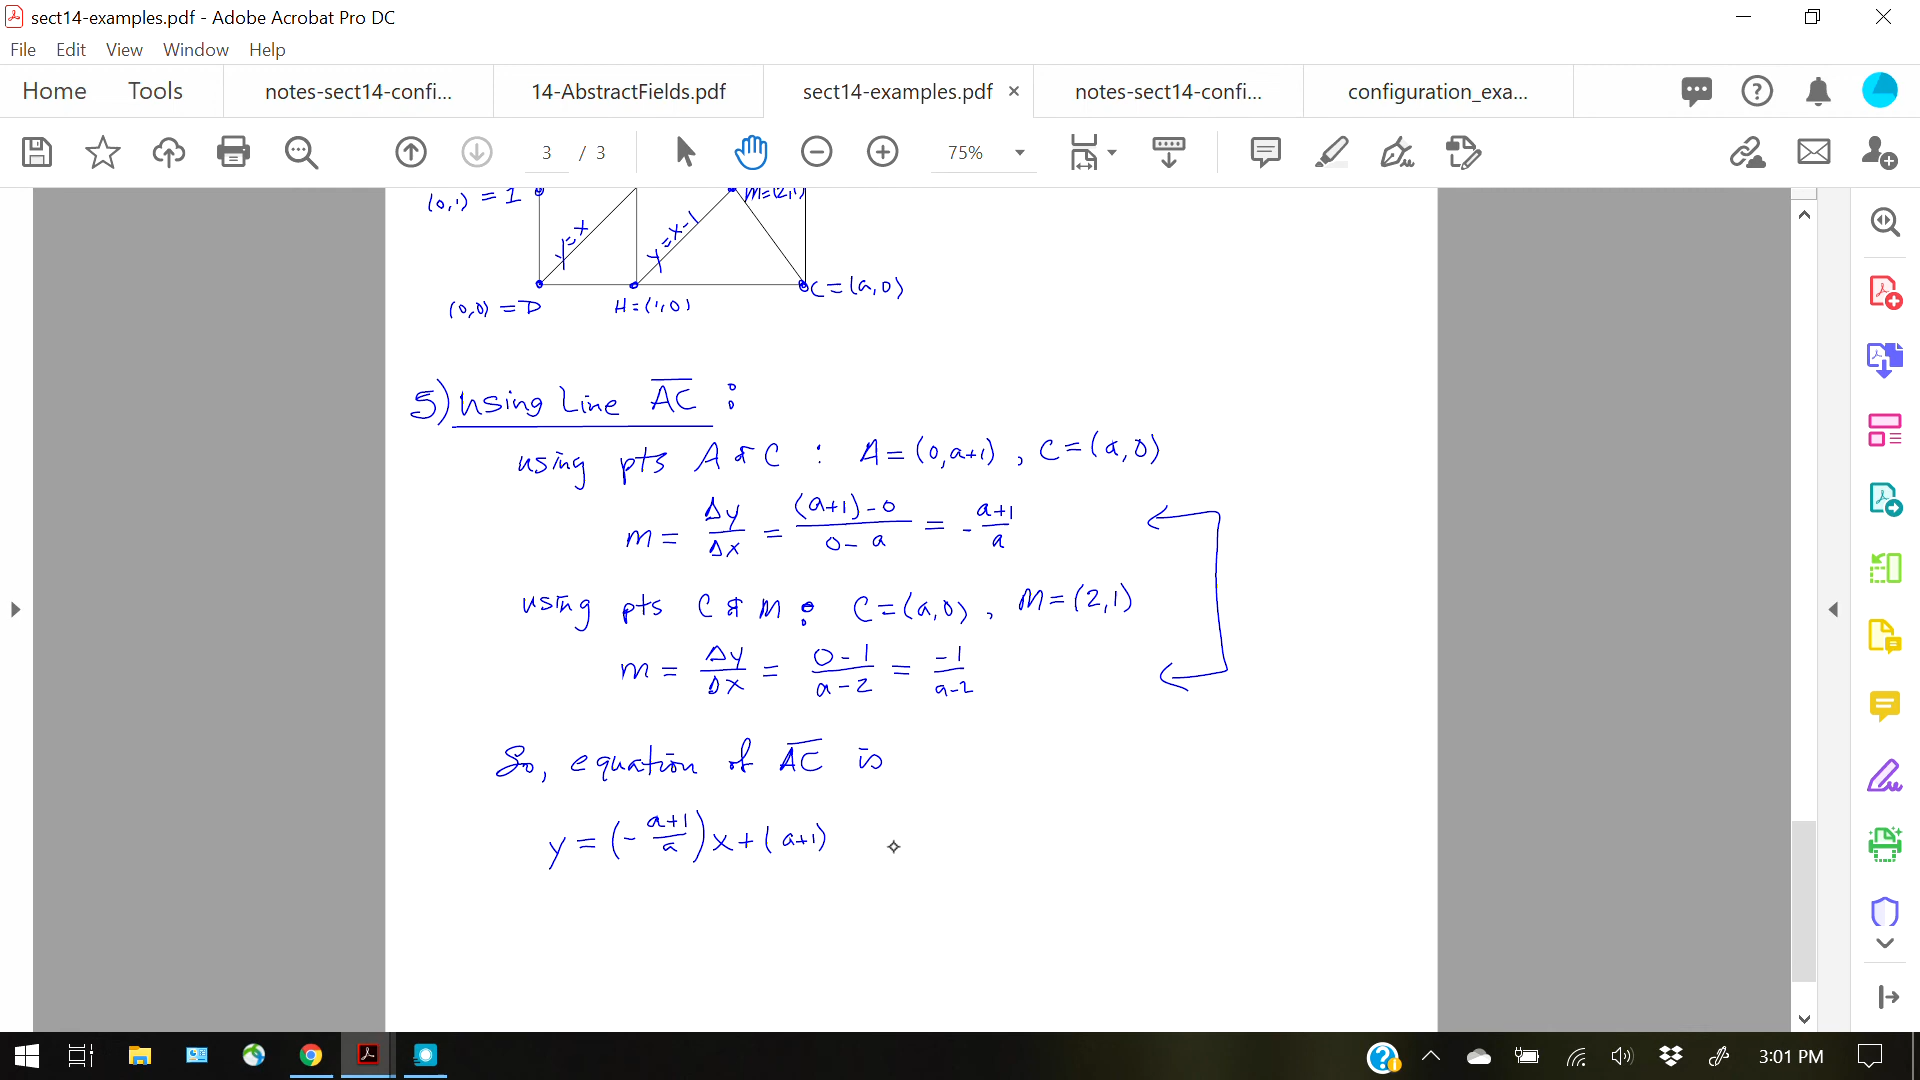 sect14-examples.pdf - Adobe Acrobat Pro DC
File Edit View Window Help
Home Tools notes-sect14-confi... 14-AbstractFields.pdf sect14-examples.pdf × notes-sect14-confi... configuration_exa...
3 / 3 75%
(0,1) = I
M=(2,1)
y=x
y=x-1
C=(a,0)
(0,0) = D
H=(1,0)
5) Using Line AC :
using pts A & C : A=(0,a+1) , C=(a,0)
m = Δy/Δx = ((a+1)-0)/(0-a) = -(a+1)/a
using pts C & M : C=(a,0) , M=(2,1)
m = Δy/Δx = (0-1)/(a-2) = -1/(a-2)
So, equation of AC is
y = (-(a+1)/a)x+(a+1)
3:01 PM